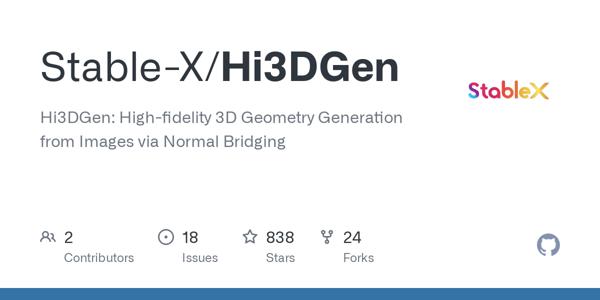 Stable-X/Hi3DGen
StableX
Hi3DGen: High-fidelity 3D Geometry Generation
from Images via Normal Bridging
2 18 838 24
Contributors Issues Stars Forks